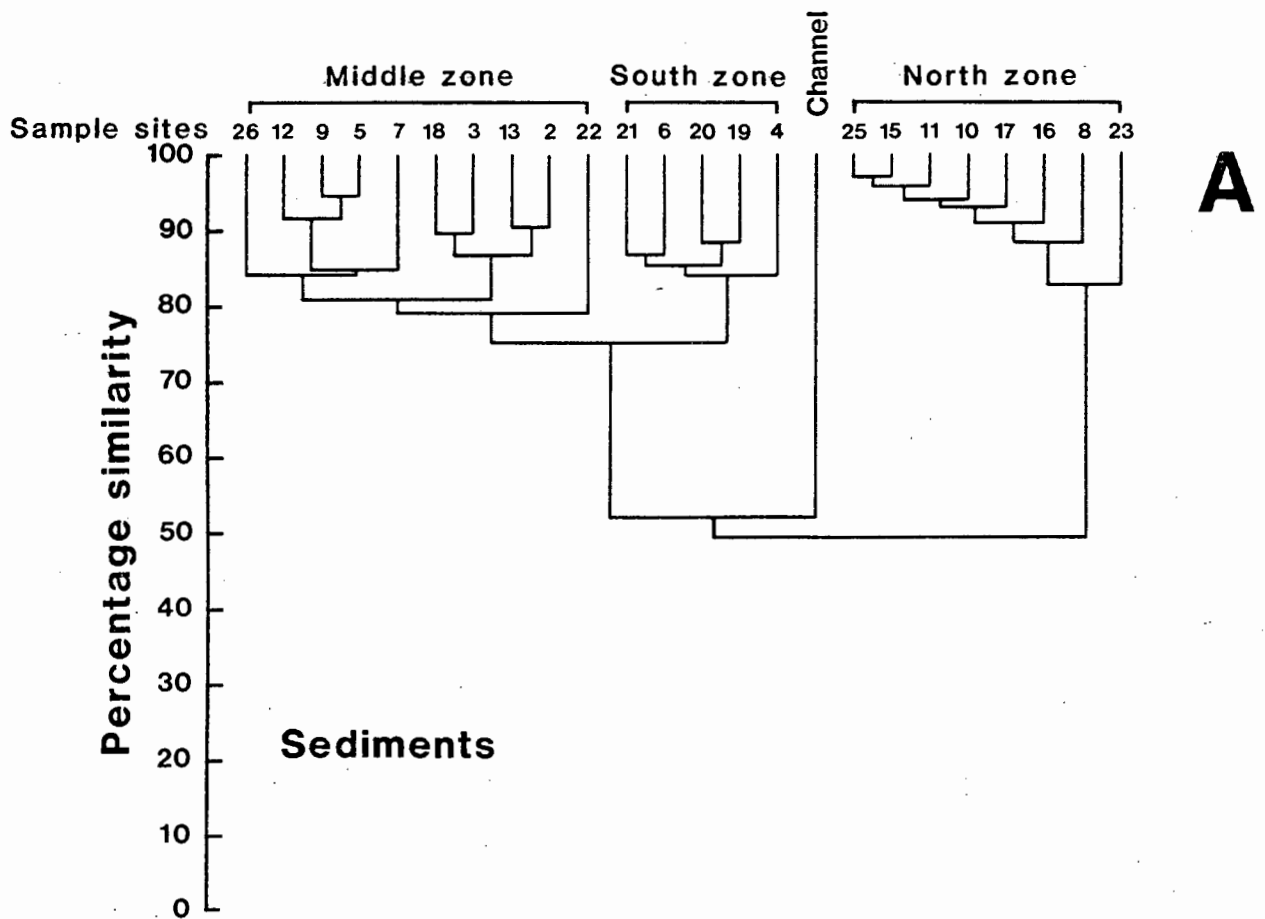 Middle zone South zone Channel North zone
Sample sites 26 12 9 5 7 18 3 13 2 22 21 6 20 19 4 25 15 11 10 17 16 8 23
A
Percentage similarity
100
90
80
70
60
50
40
30
20
10
0
Sediments